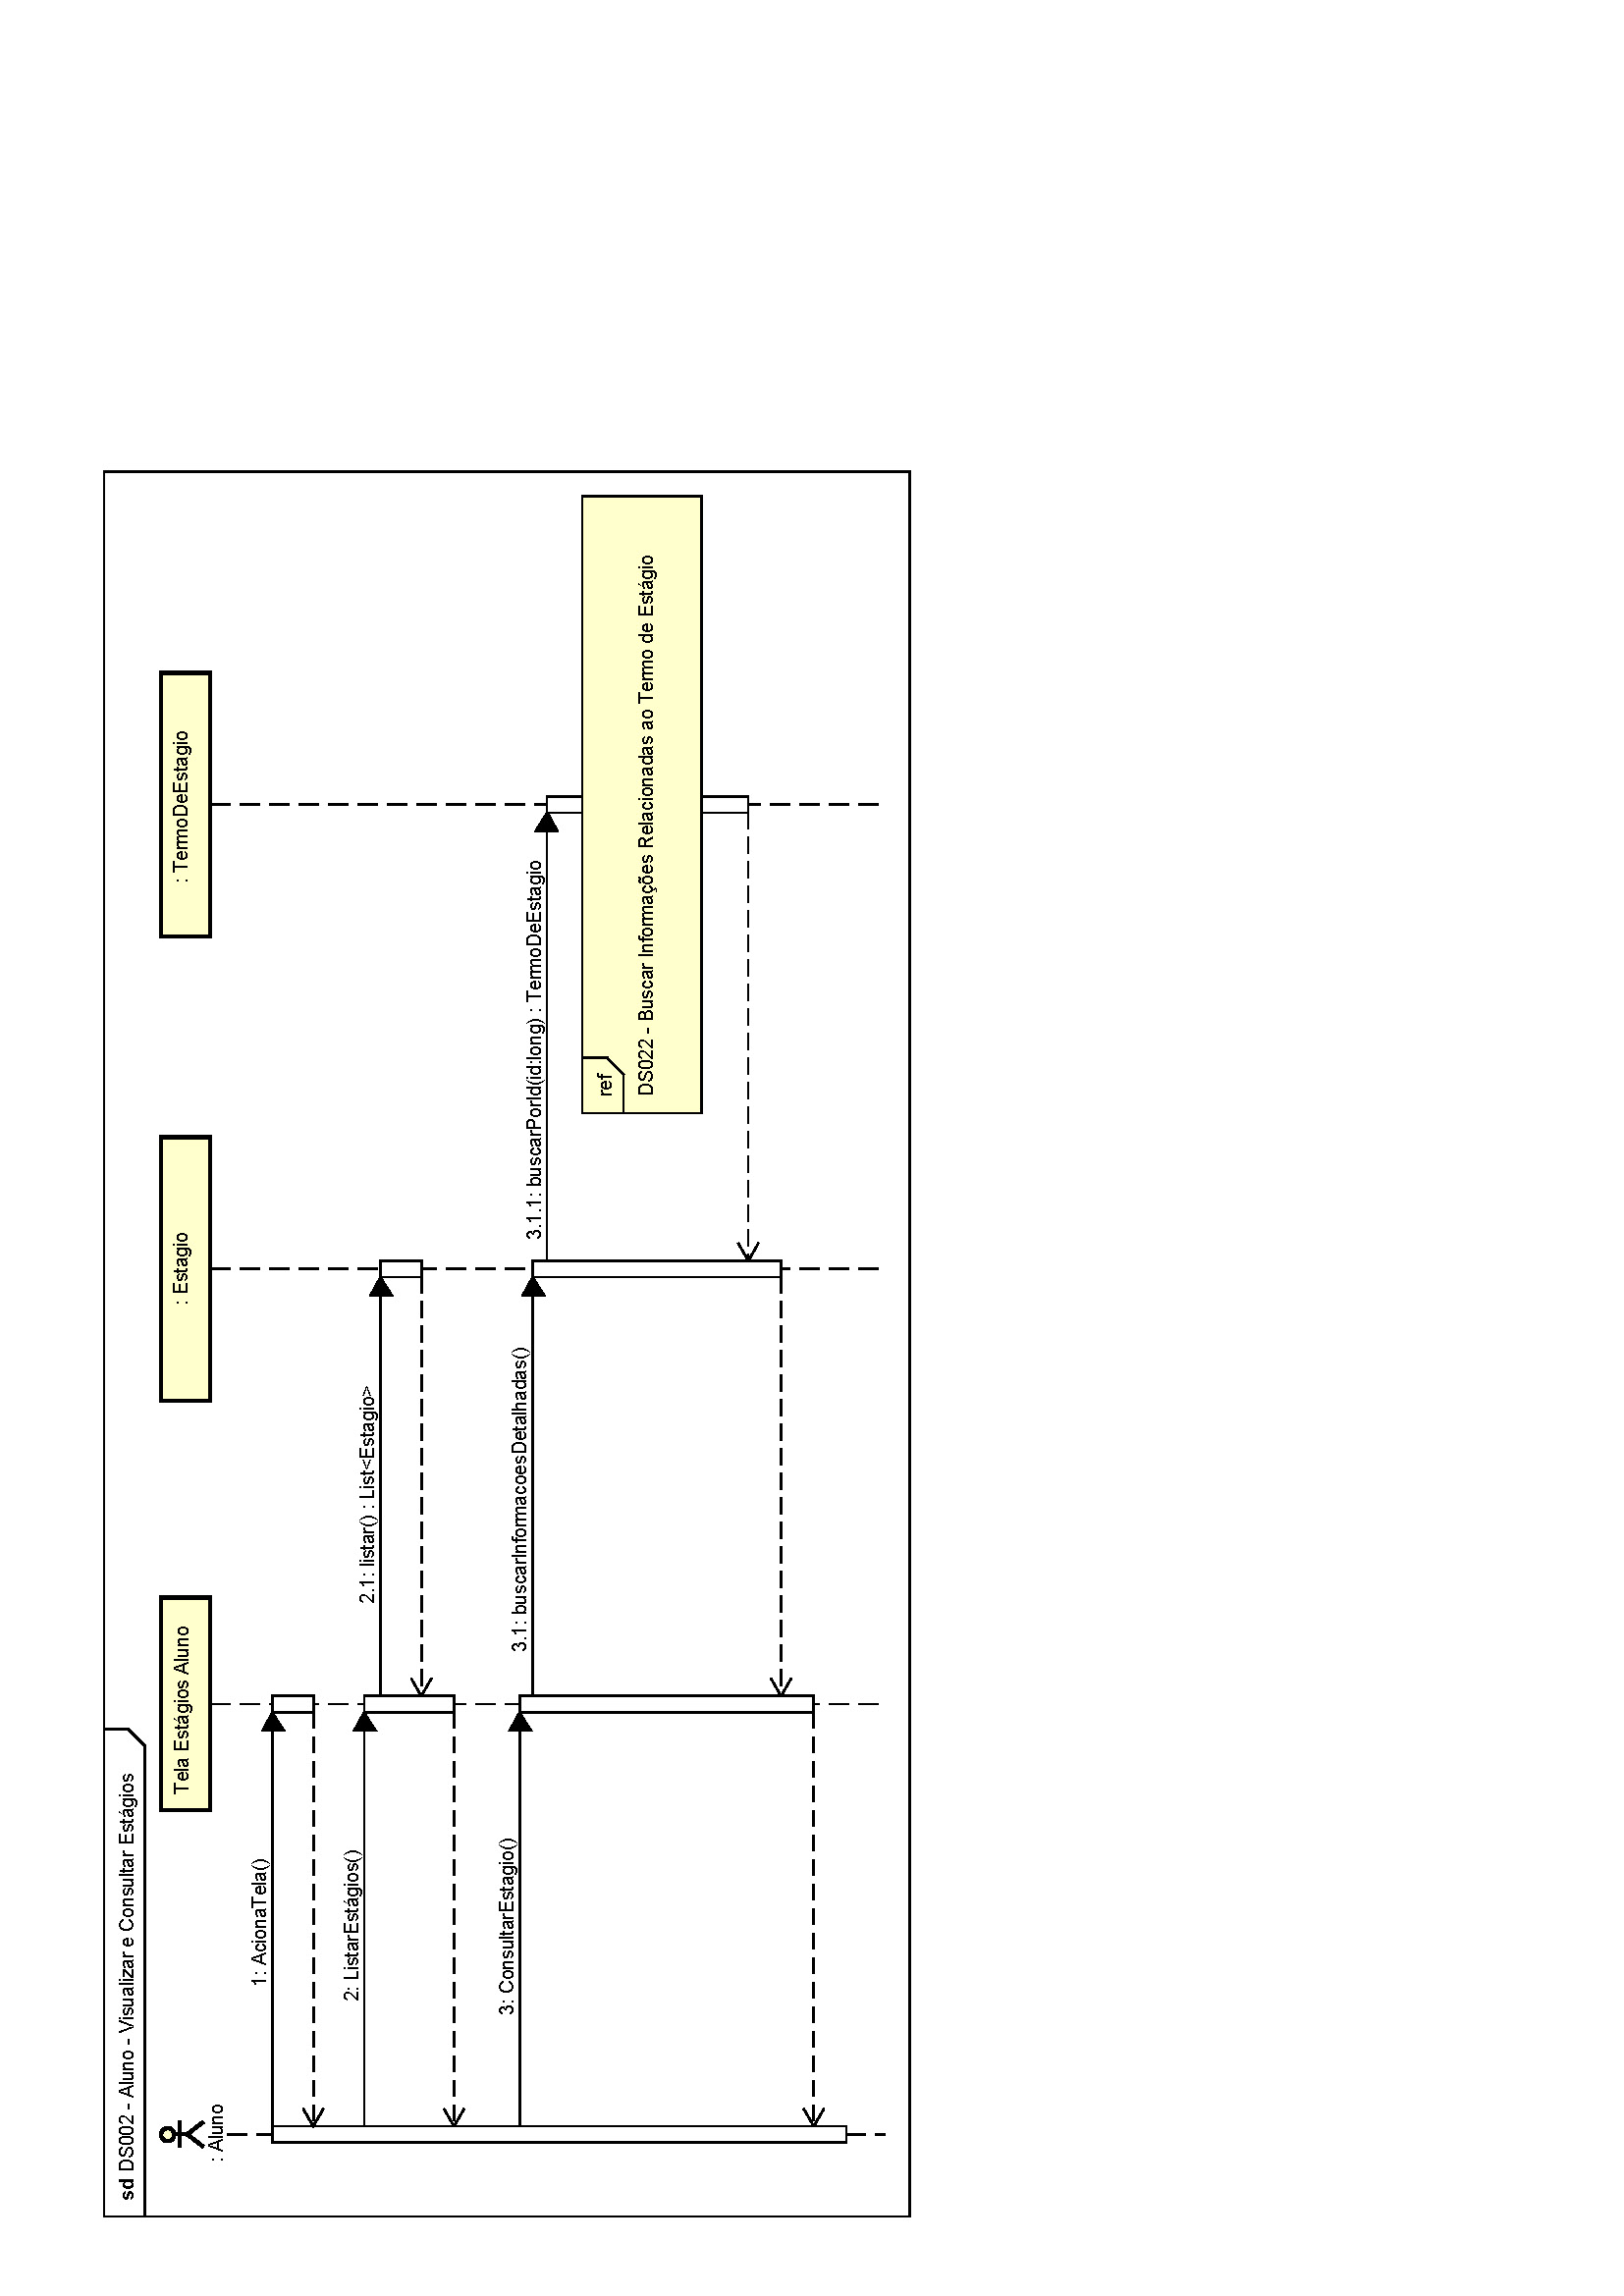 sd DS002 - Aluno - Visualizar e Consultar Estágios
: Aluno
Tela Estágios Aluno
: Estagio
: TermoDeEstagio
1: AcionaTela()
2: ListarEstágios()
2.1: listar() : List<Estagio>
3: ConsultarEstagio()
3.1: buscarInformacoesDetalhadas()
3.1.1: buscarPorId(id:long) : TermoDeEstagio
ref
DS022 - Buscar Informações Relacionadas ao Termo de Estágio